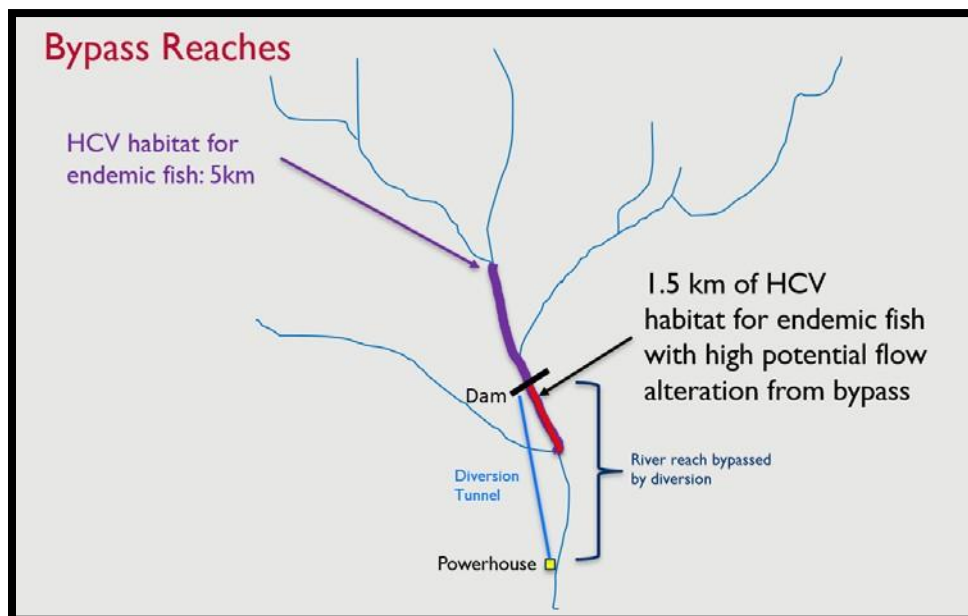 Bypass Reaches
HCV habitat for
endemic fish: 5km
1.5 km of HCV
habitat for endemic fish
with high potential flow
alteration from bypass
Dam
River reach bypassed
by diversion
Diversion
Tunnel
Powerhouse